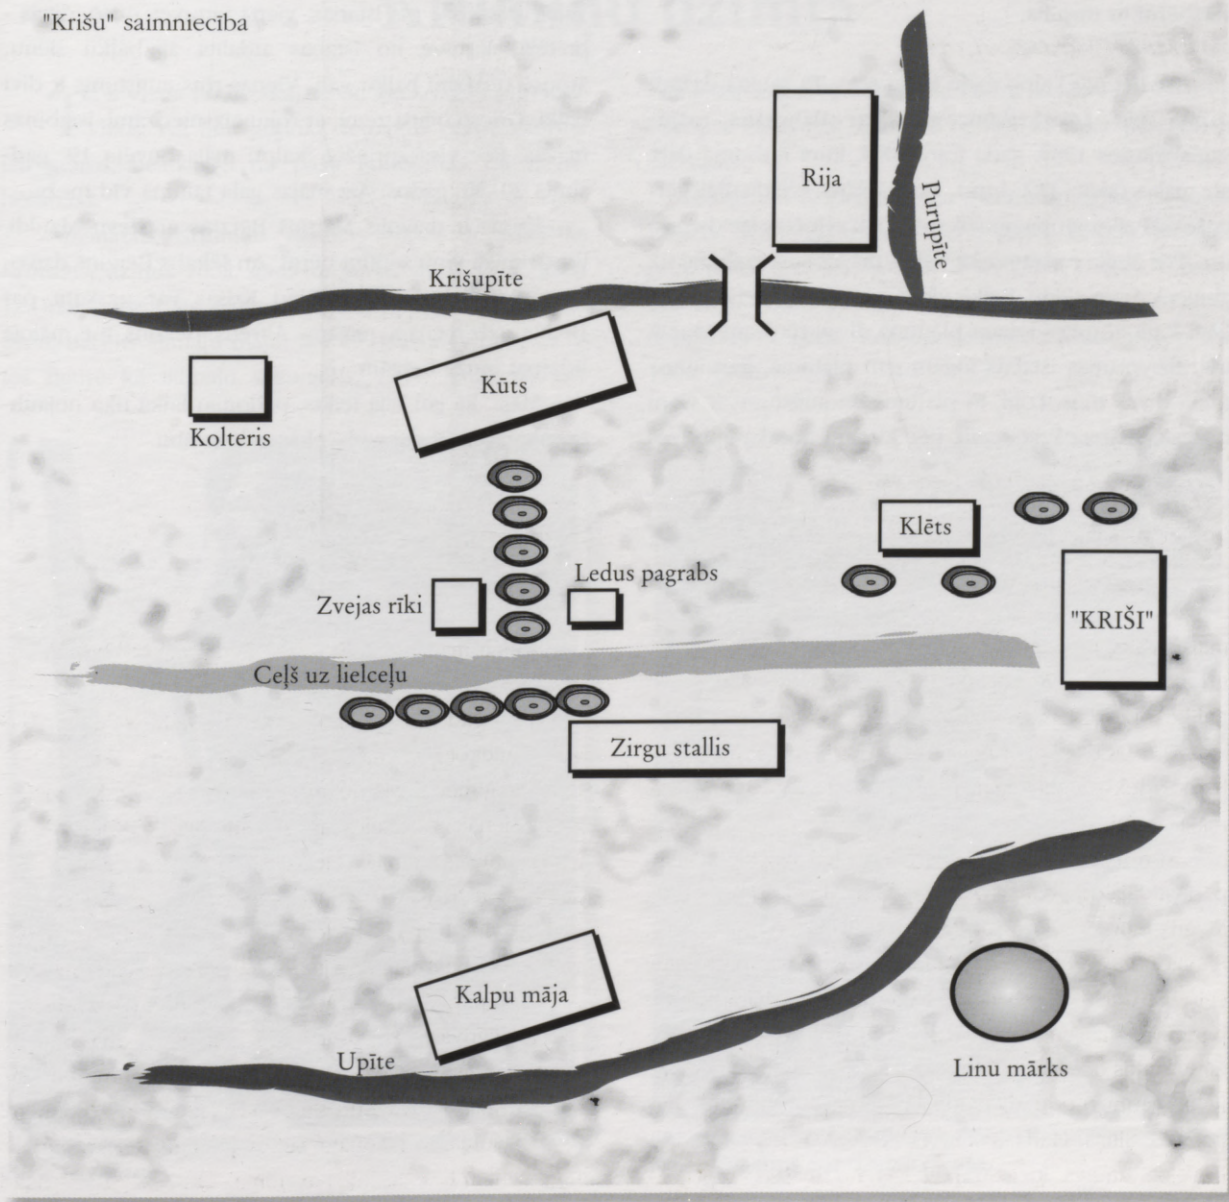 "Krišu" saimniecība
Rija
Purupīte
Krišupīte
Kūts
Kolteris
Klēts
Ledus pagrabs
Zvejas rīki
"KRIŠI"
Ceļš uz lielceļu
Zirgu stallis
Kalpu māja
Upīte
Linu mārks